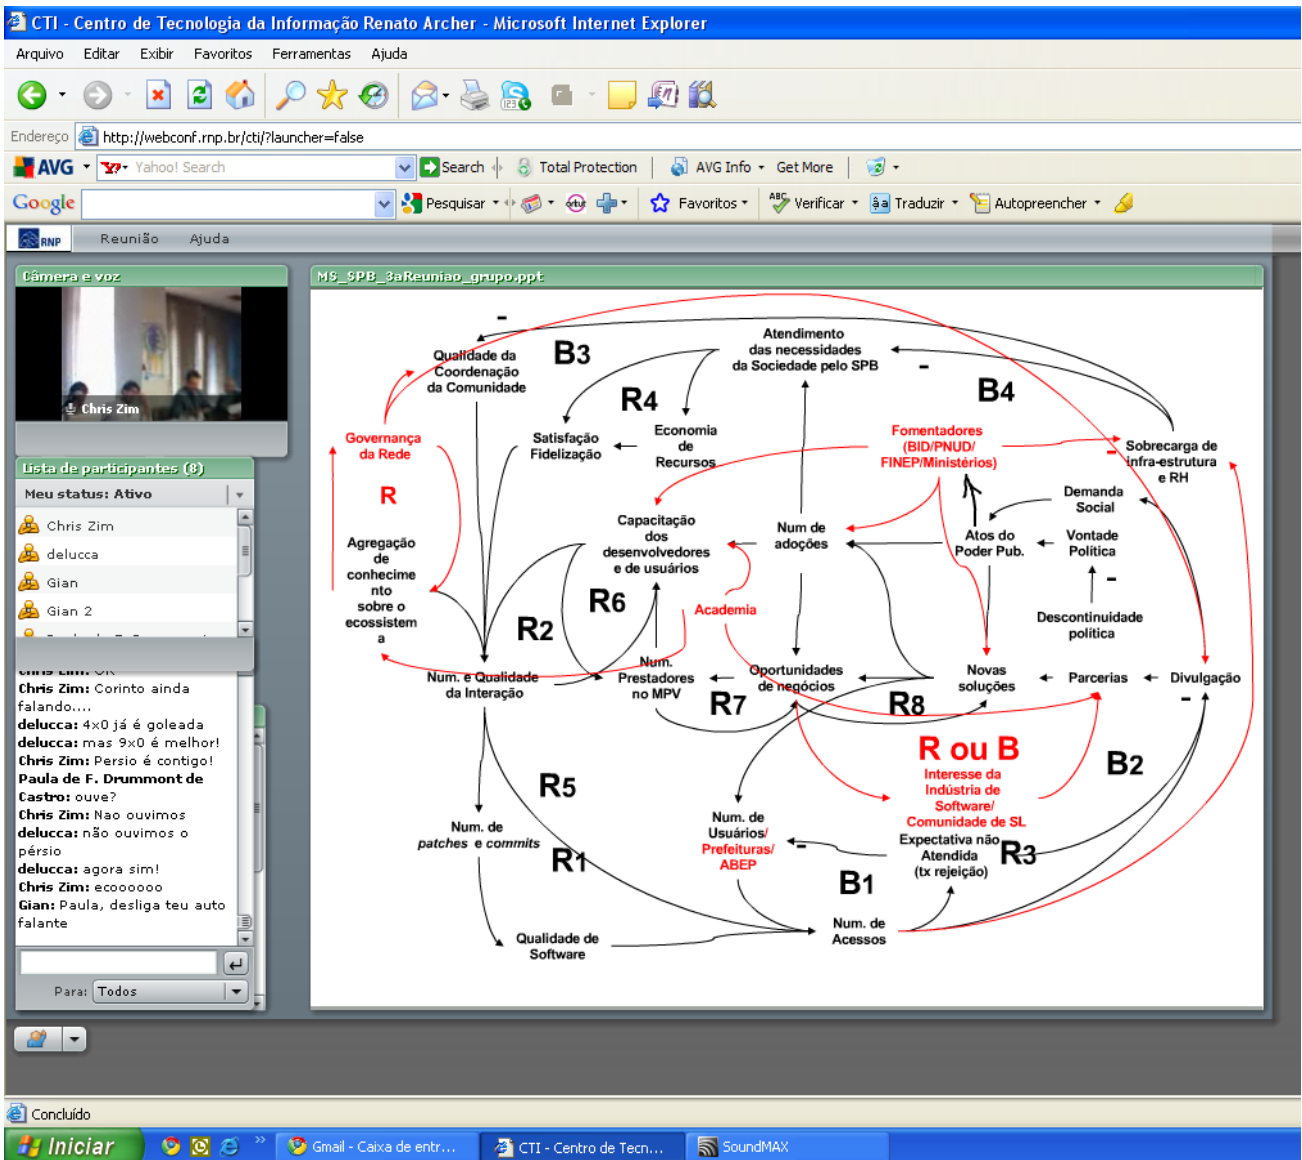 CTI - Centro de Tecnologia da Informação Renato Archer - Microsoft Internet Explorer
Arquivo Editar Exibir Favoritos Ferramentas Ajuda
Endereço http://webconf.rnp.br/cti/?launcher=false
AVG Yahoo! Search Search Total Protection AVG Info Get More
Google Pesquisar Favoritos Verificar Traduzir Autopreencher
RNP Reunião Ajuda
Câmera e voz
Chris Zim
Lista de participantes (8)
Meu status: Ativo
Chris Zim
delucca
Gian
Gian 2
Chris Zim: OK
Chris Zim: Corinto ainda
falando....
delucca: 4x0 já é goleada
delucca: mas 9x0 é melhor!
Chris Zim: Persio é contigo!
Paula de F. Drummont de
Castro: ouve?
Chris Zim: Nao ouvimos
delucca: não ouvimos o
pérsio
delucca: agora sim!
Chris Zim: ecoooooo
Gian: Paula, desliga teu auto
falante
Para: Todos
MS_SPB_3aReuniao_grupo.ppt
-
Qualidade da
Coordenação
da Comunidade
B3
Atendimento
das necessidades
da Sociedade pelo SPB
-
R4
B4
Governança
da Rede
Satisfação
Fidelização
Economia
de
Recursos
Fomentadores
(BID/PNUD/
FINEP/Ministérios)
-
Sobrecarga de
infra-estrutura
e RH
R
Demanda
Social
Capacitação
dos
desenvolvedores
e de usuários
Num de
adoções
Atos do
Poder Pub.
Vontade
Política
-
Agregação
de
conhecime
nto
sobre o
ecossistem
a
R6
R2
Academia
Descontinuidade
política
Num. e Qualidade
da Interação
Num.
Prestadores
no MPV
Oportunidades
de negócios
Novas
soluções
Parcerias
Divulgação
-
R7
R8
R ou B
Interesse da
Indústria de
Software/
Comunidade de SL
B2
R5
Num. de
patches e commits
R1
Num. de
Usuários/
Prefeituras/
ABEP
-
Expectativa não
Atendida
(tx rejeição)
R3
B1
Qualidade de
Software
Num. de
Acessos
Concluído
Iniciar Gmail - Caixa de entr... CTI - Centro de Tecn... SoundMAX